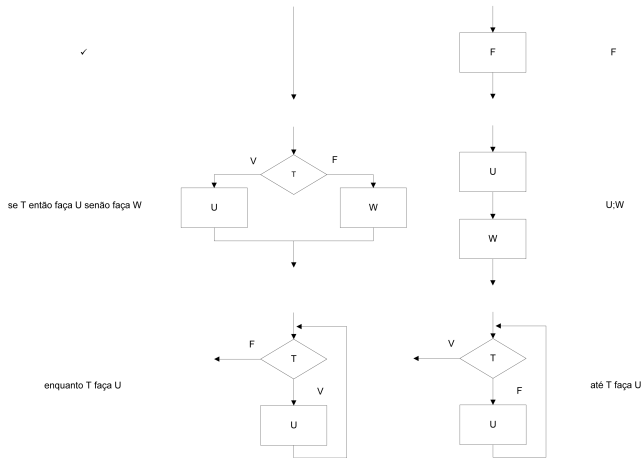 ✓
F
F
V
F
T
se T então faça U senão faça W
U
W
U
W
U;W
F
T
V
U
enquanto T faça U
V
T
F
U
até T faça U